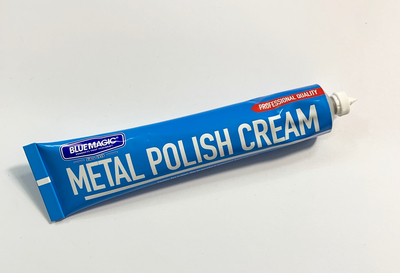 PROFESSIONAL QUALITY
BLUEMAGIC
METAL POLISH CREAM